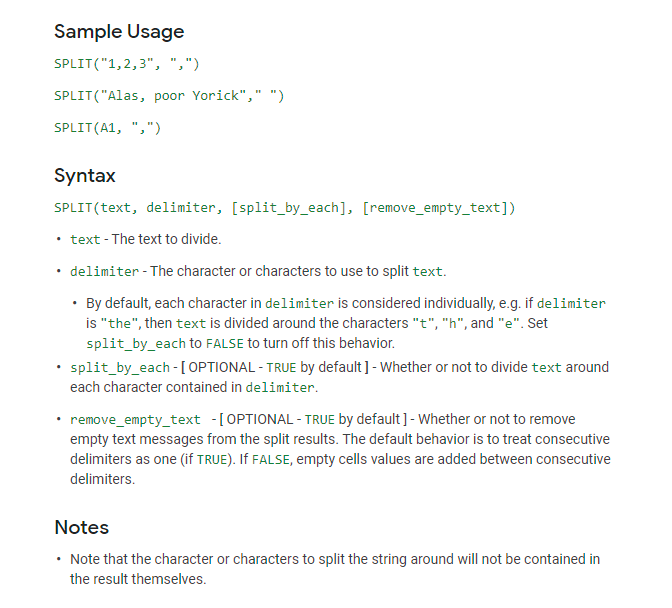 Sample Usage
SPLIT("1,2,3", ",")
SPLIT("Alas, poor Yorick"," ")
SPLIT(A1, ",")
Syntax
SPLIT(text, delimiter, [split_by_each], [remove_empty_text])
• text - The text to divide.
• delimiter - The character or characters to use to split text.
• By default, each character in delimiter is considered individually, e.g. if delimiter
is "the", then text is divided around the characters "t", "h", and "e". Set
split_by_each to FALSE to turn off this behavior.
• split_by_each - [ OPTIONAL - TRUE by default ] - Whether or not to divide text around
each character contained in delimiter.
• remove_empty_text - [ OPTIONAL - TRUE by default ] - Whether or not to remove
empty text messages from the split results. The default behavior is to treat consecutive
delimiters as one (if TRUE). If FALSE, empty cells values are added between consecutive
delimiters.
Notes
• Note that the character or characters to split the string around will not be contained in
the result themselves.